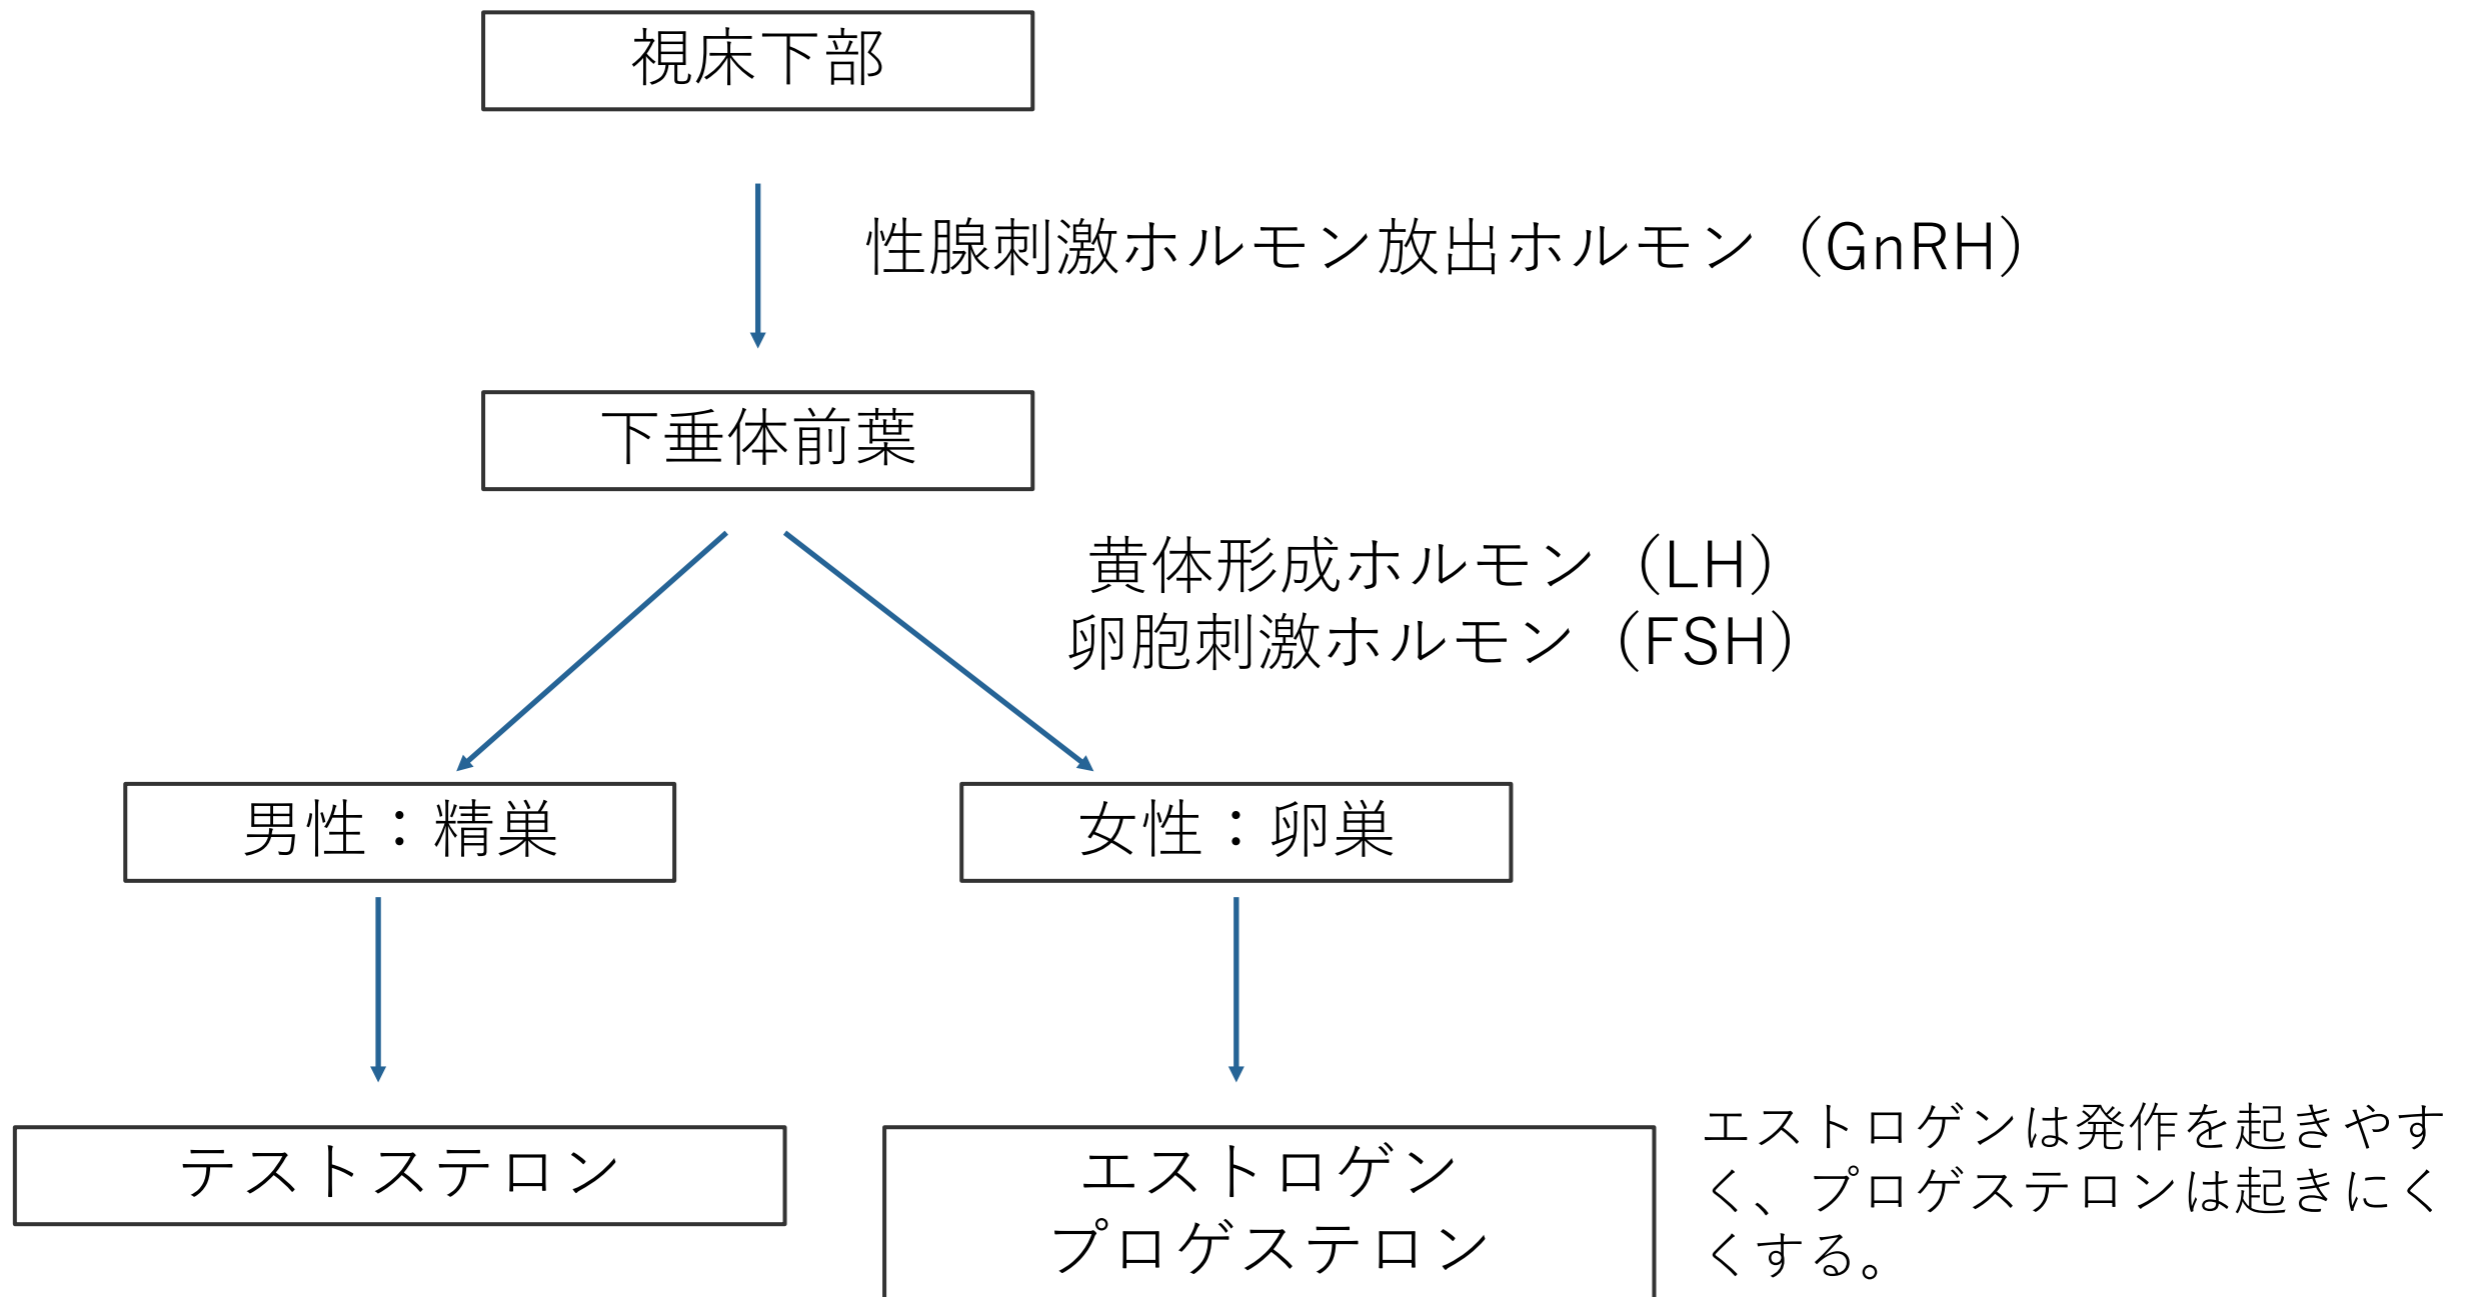 視床下部
性腺刺激ホルモン放出ホルモン（GnRH）
下垂体前葉
黄体形成ホルモン（LH）
卵胞刺激ホルモン（FSH）
男性：精巣
女性：卵巣
テストステロン
エストロゲン
プロゲステロン
エストロゲンは発作を起きやす
く、プロゲステロンは起きにく
くする。